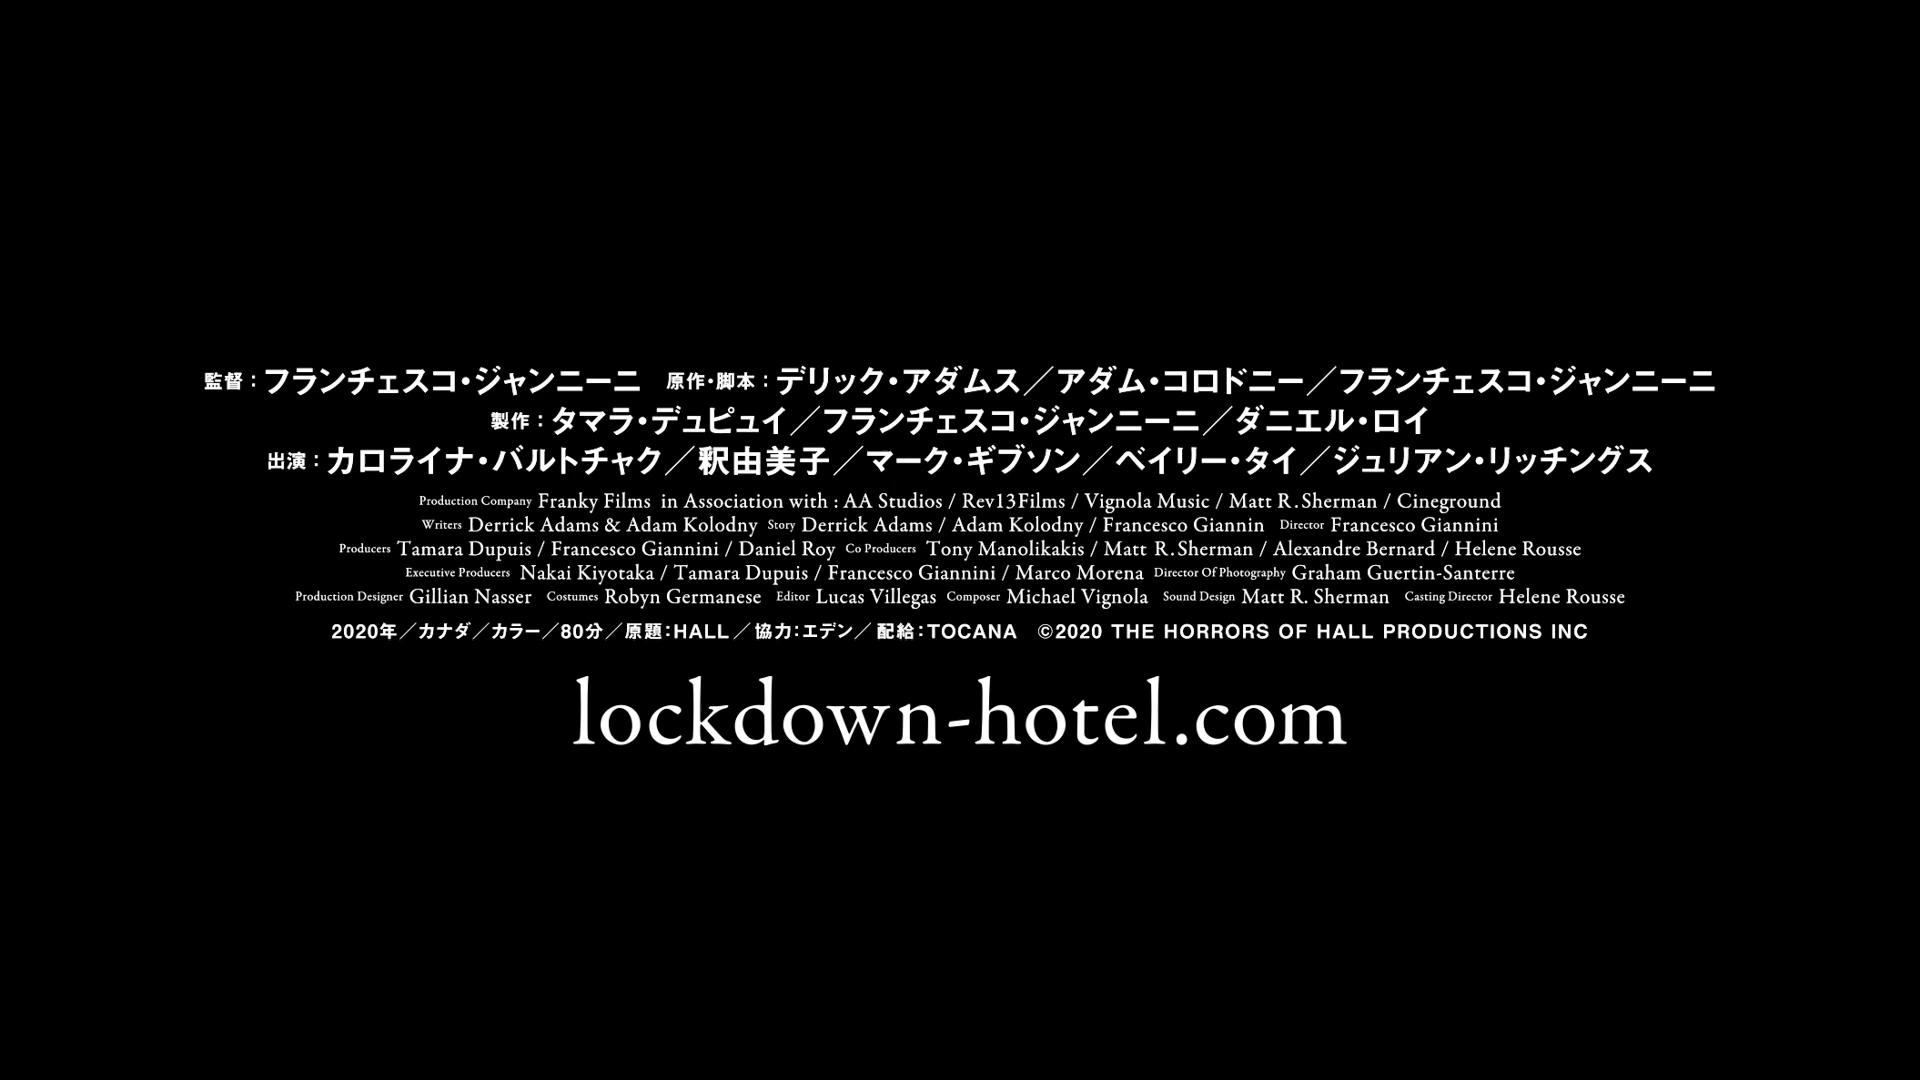 監督：フランチェスコ・ジャンニーニ　原作・脚本：デリック・アダムス／アダム・コロドニー／フランチェスコ・ジャンニーニ
製作：タマラ・デュピュイ／フランチェスコ・ジャンニーニ／ダニエル・ロイ
出演：カロライナ・バルトチャク／釈由美子／マーク・ギブソン／ベイリー・タイ／ジュリアン・リッチングス
Production Company Franky Films in Association with : AA Studios / Rev13Films / Vignola Music / Matt R.Sherman / Cineground
Writers Derrick Adams & Adam Kolodny Story Derrick Adams / Adam Kolodny / Francesco Giannin Director Francesco Giannini
Producers Tamara Dupuis / Francesco Giannini / Daniel Roy Co Producers Tony Manolikakis / Matt R.Sherman / Alexandre Bernard / Helene Rousse
Executive Producers Nakai Kiyotaka / Tamara Dupuis / Francesco Giannini / Marco Morena Director Of Photography Graham Guertin-Santerre
Production Designer Gillian Nasser Costumes Robyn Germanese Editor Lucas Villegas Composer Michael Vignola Sound Design Matt R. Sherman Casting Director Helene Rousse
2020年／カナダ／カラー／80分／原題：HALL／協力：エデン／配給：TOCANA ©2020 THE HORRORS OF HALL PRODUCTIONS INC
lockdown-hotel.com